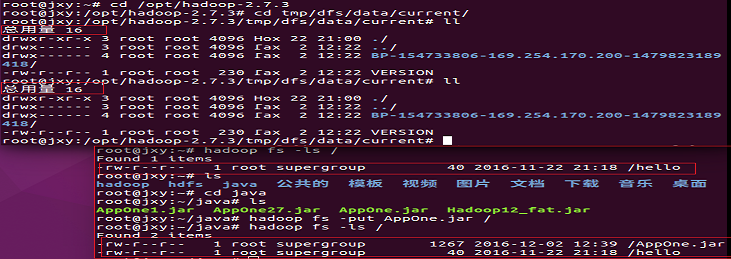 root@jxy:~# cd /opt/hadoop-2.7.3
root@jxy:/opt/hadoop-2.7.3# cd tmp/dfs/data/current/
root@jxy:/opt/hadoop-2.7.3/tmp/dfs/data/current# ll
总用量 16
drwxr-xr-x 3 root root 4096 Ноя 22 21:00 ./
drwx------ 3 root root 4096 2 12:22 ../
drwx------ 4 root root 4096 2 12:22 BP-154733806-169.254.170.200-1479823189
418/
-rw-r--r-- 1 root root 230 2 12:22 VERSION
root@jxy:/opt/hadoop-2.7.3/tmp/dfs/data/current# ll
总用量 16
drwxr-xr-x 3 root root 4096 Ноя 22 21:00 ./
drwx------ 3 root root 4096 2 12:22 ../
drwx------ 4 root root 4096 2 12:22 BP-154733806-169.254.170.200-1479823189
418/
-rw-r--r-- 1 root root 230 2 12:22 VERSION
root@jxy:/opt/hadoop-2.7.3/tmp/dfs/data/current#
root@jxy:~# hadoop fs -ls /
Found 1 items
-rw-r--r-- 1 root supergroup 40 2016-11-22 21:18 /hello
root@jxy:~# ls
hadoop hdfs java 公共的 模板 视频 图片 文档 下载 音乐 桌面
root@jxy:~# cd java
root@jxy:~/java# ls
AppOne1.jar AppOne27.jar AppOne.jar Hadoop12_fat.jar
root@jxy:~/java# hadoop fs -put AppOne.jar /
root@jxy:~/java# hadoop fs -ls /
Found 2 items
-rw-r--r-- 1 root supergroup 1267 2016-12-02 12:39 /AppOne.jar
-rw-r--r-- 1 root supergroup 40 2016-11-22 21:18 /hello
root@jxy:~/java#